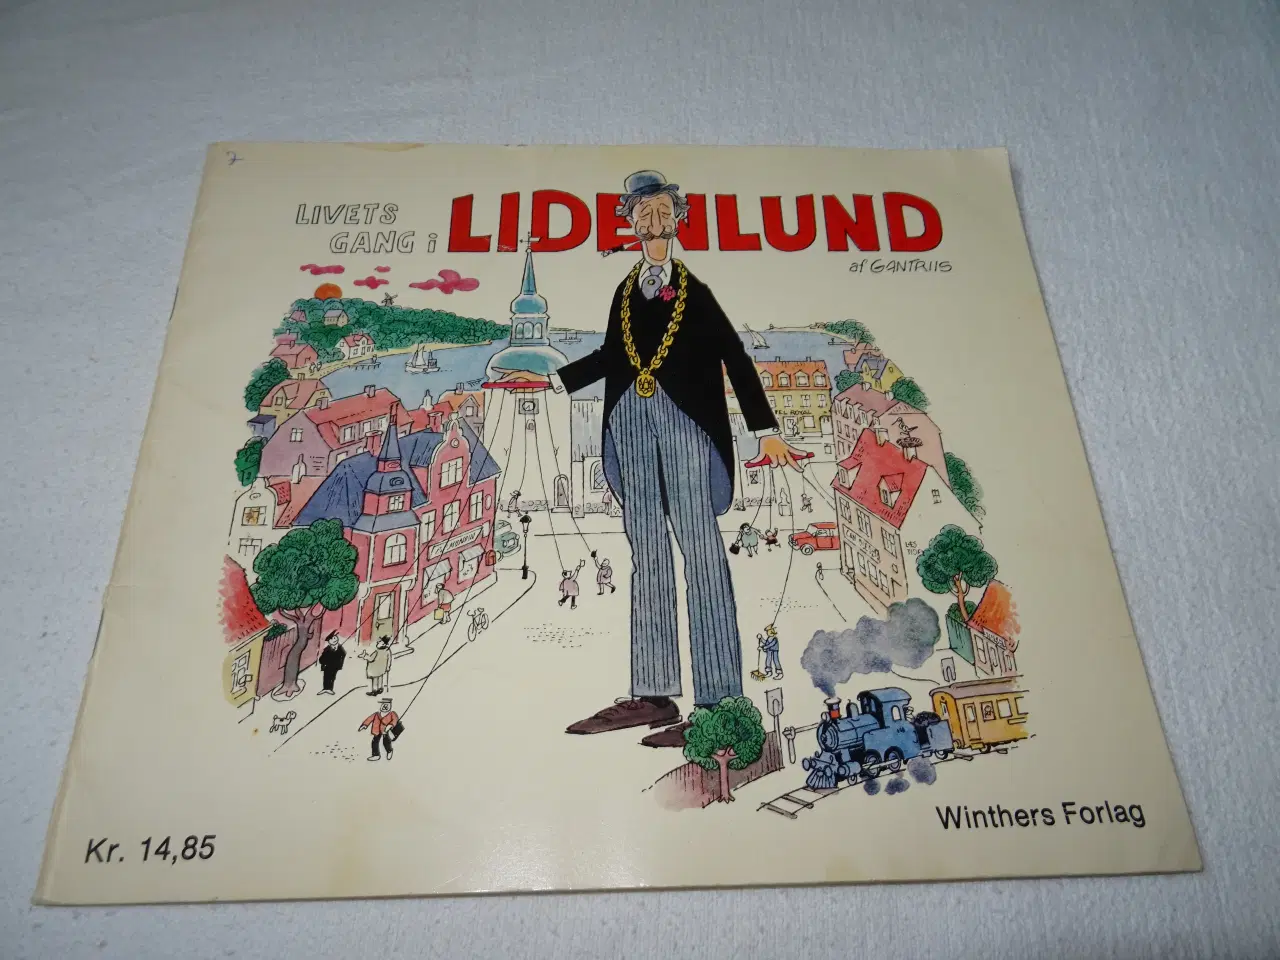 7
LIVETS
GANG i LIDENLUND
af GANTRIIS
Kr. 14,85
Winthers Forlag